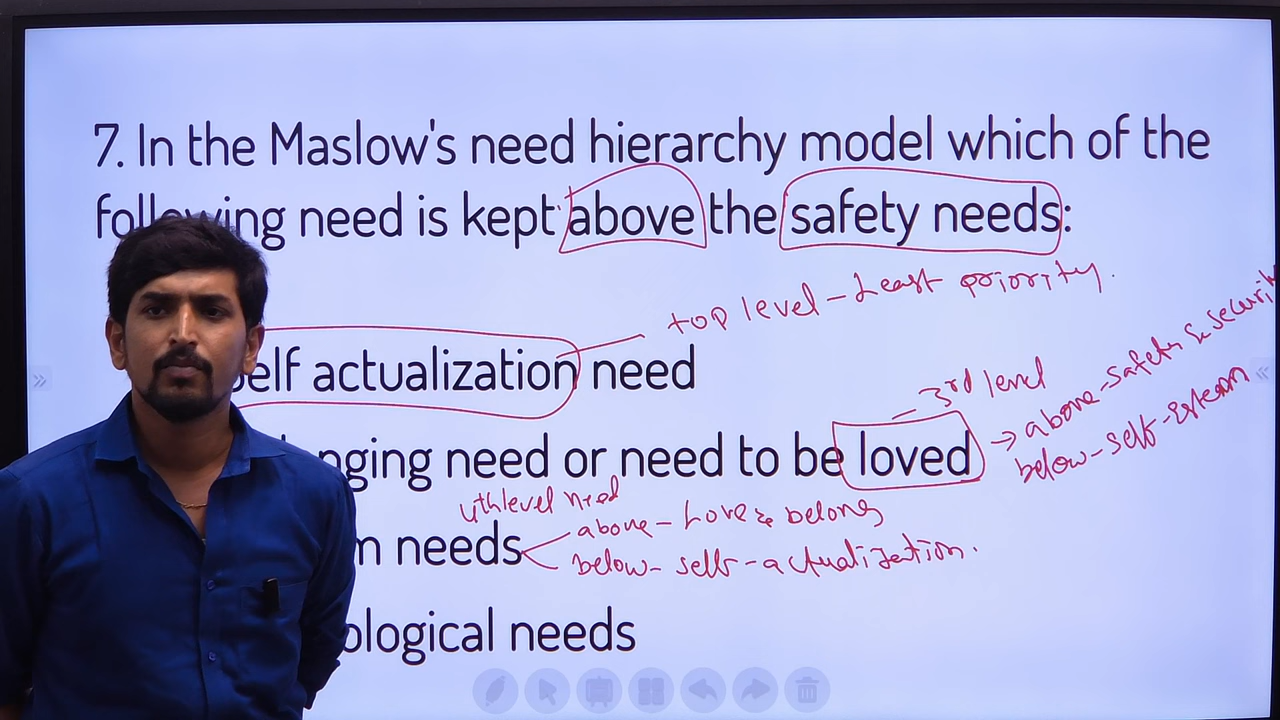 7. In the Maslow's need hierarchy model which of the
following need is kept above the safety needs:
top level - Least priority.
self actualization need
3rd level
above - safety & security
nging need or need to be loved
below - self-esteem
4th level need
above - Love & belong
m needs
below - self-actualization.
ological needs